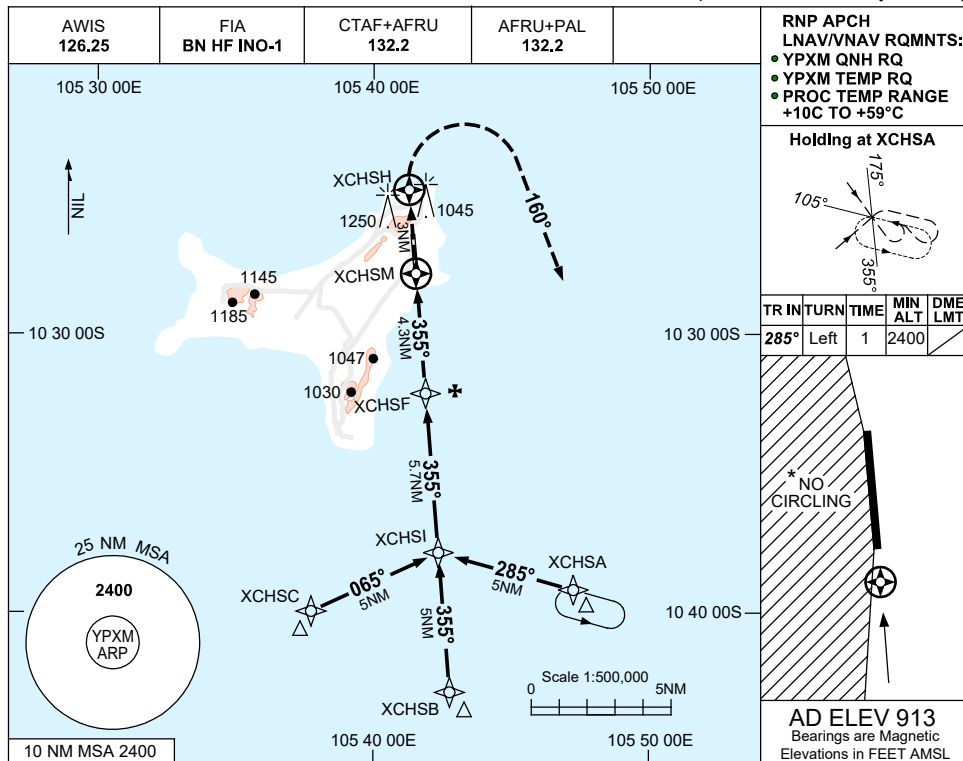 AWIS
126.25
FIA
BN HF INO-1
CTAF+AFRU
132.2
AFRU+PAL
132.2
RNP APCH
LNAV/VNAV RQMNTS:
• YPXM QNH RQ
• YPXM TEMP RQ
• PROC TEMP RANGE
+10C TO +59°C
105 30 00E
105 40 00E
105 50 00E
NIL
XCHSH
1250
1045
3NM
160°
XCHSM
1145
1185
10 30 00S
10 30 00S
355°
4.3NM
1047
1030
XCHSF
355°
5.7NM
XCHSI
XCHSA
285°
5NM
065°
5NM
XCHSC
355°
5NM
10 40 00S
XCHSB
25 NM MSA
2400
YPXM
ARP
Scale 1:500,000
0
5NM
10 NM MSA 2400
105 40 00E
105 50 00E
Holding at XCHSA
175°
105°
355°
TR IN
TURN
TIME
MIN
ALT
DME
LMT
285°
Left
1
2400
*NO
CIRCLING
AD ELEV 913
Bearings are Magnetic
Elevations in FEET AMSL